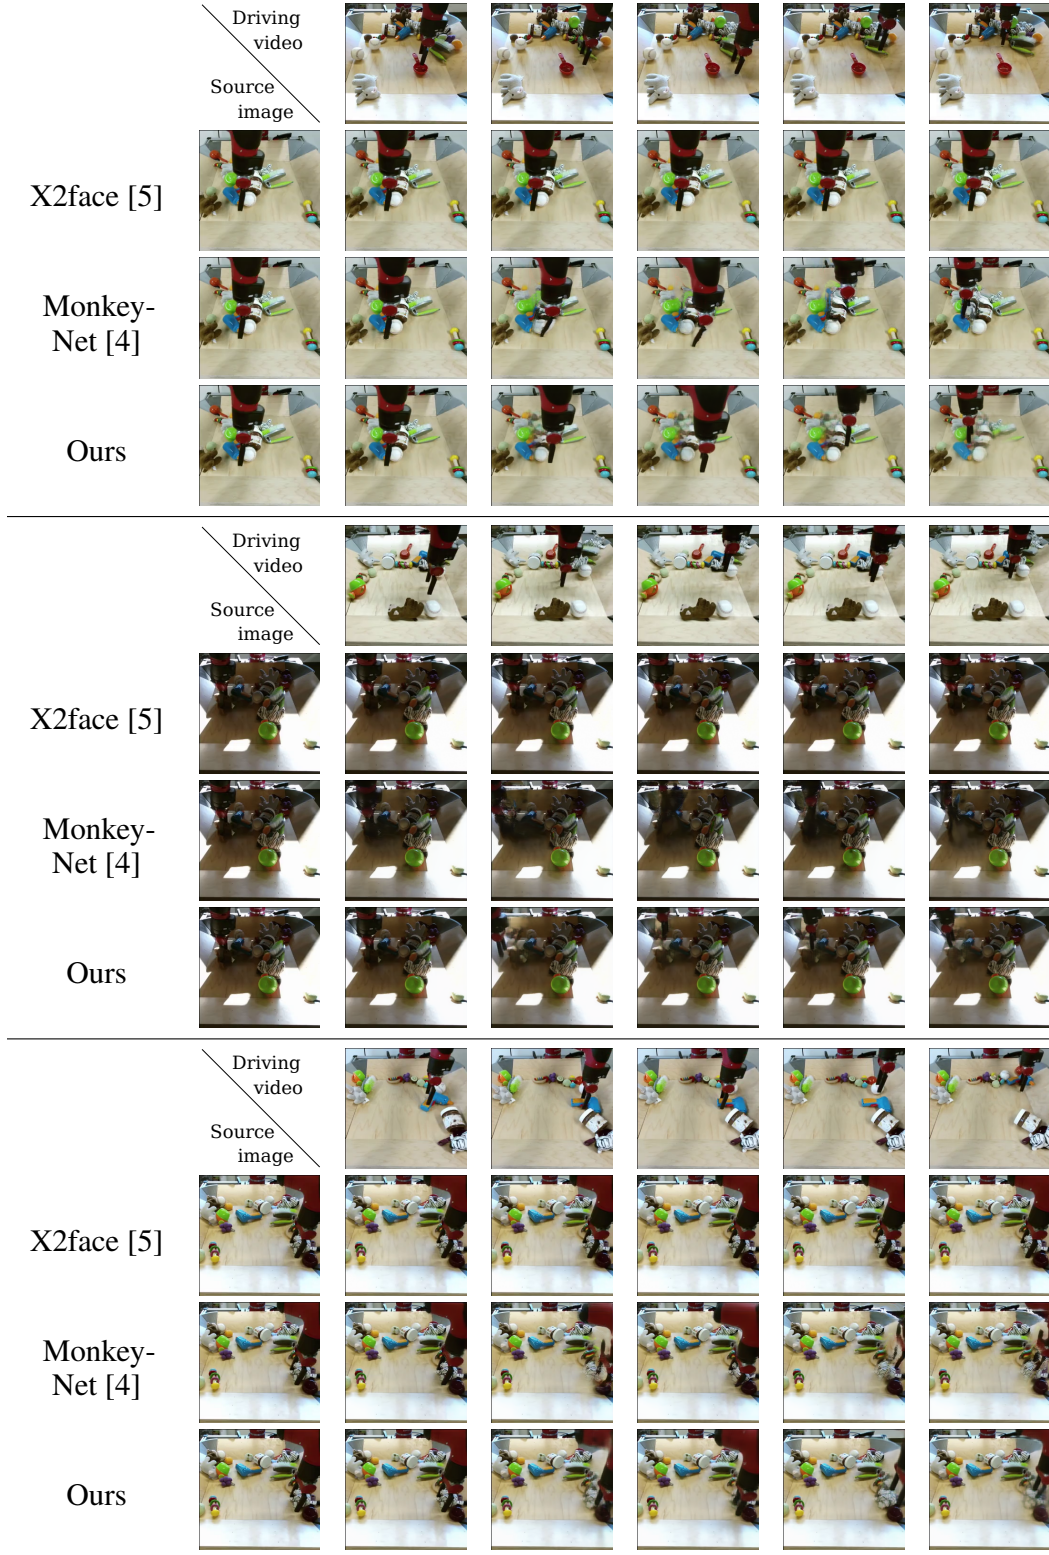 Driving
video
Source
image
X2face [5]
Monkey-
Net [4]
Ours
Driving
video
Source
image
X2face [5]
Monkey-
Net [4]
Ours
Driving
video
Source
image
X2face [5]
Monkey-
Net [4]
Ours